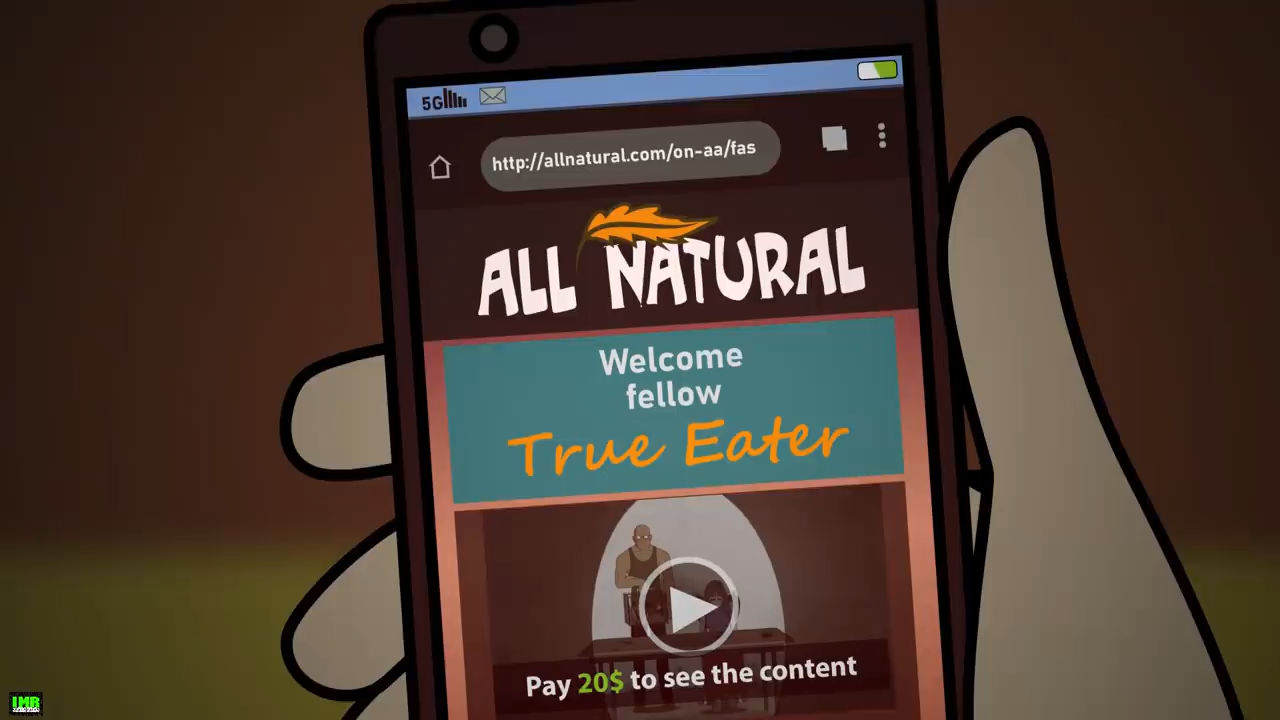 5G
http://allnatural.com/on-aa/fas
ALL NATURAL
Welcome
fellow
True Eater
Pay 20$ to see the content
IMR